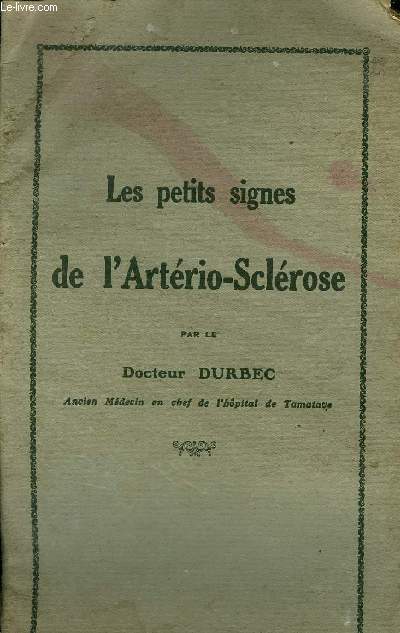 Le-livre.com
Les petits signes
de l'Artério-Sclérose
PAR LE
Docteur DURBEC
Ancien Médecin en chef de l'hôpital de Tamatave